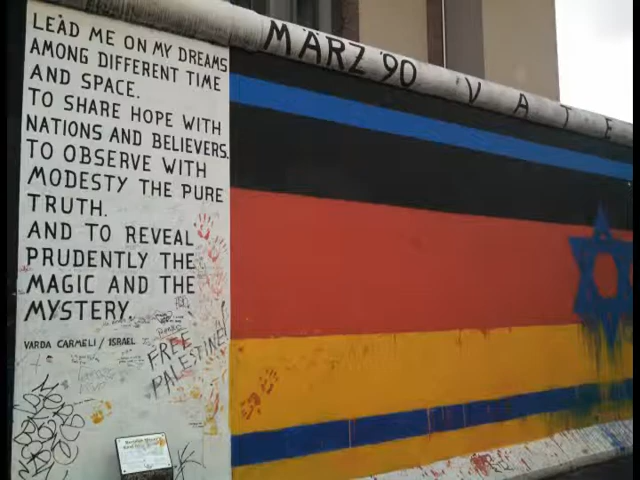 MÄRZ '90 VATE
LEAD ME ON MY DREAMS
AMONG DIFFERENT TIME
AND SPACE.
TO SHARE HOPE WITH
NATIONS AND BELIEVERS.
TO OBSERVE WITH
MODESTY THE PURE
TRUTH.
AND TO REVEAL
PRUDENTLY THE
MAGIC AND THE
MYSTERY.
VARDA CARMELI / ISRAEL
FREE
PALESTINE!